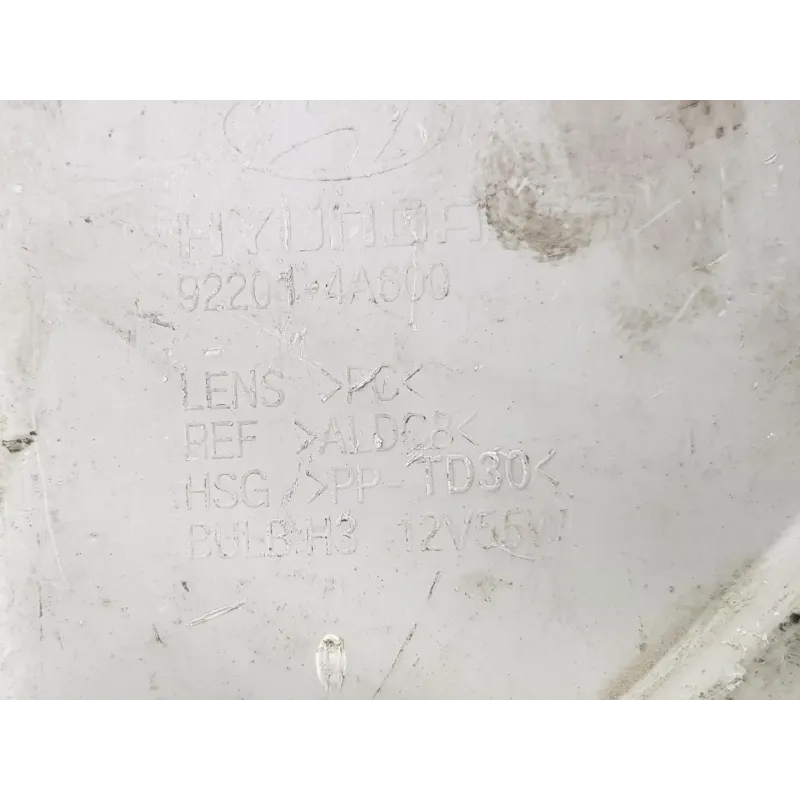 HYUNDAI
92201-4A600
LENS >PC<
REF >ALDC8<
HSG >PP-TD30<
BULB:H3 12V55W